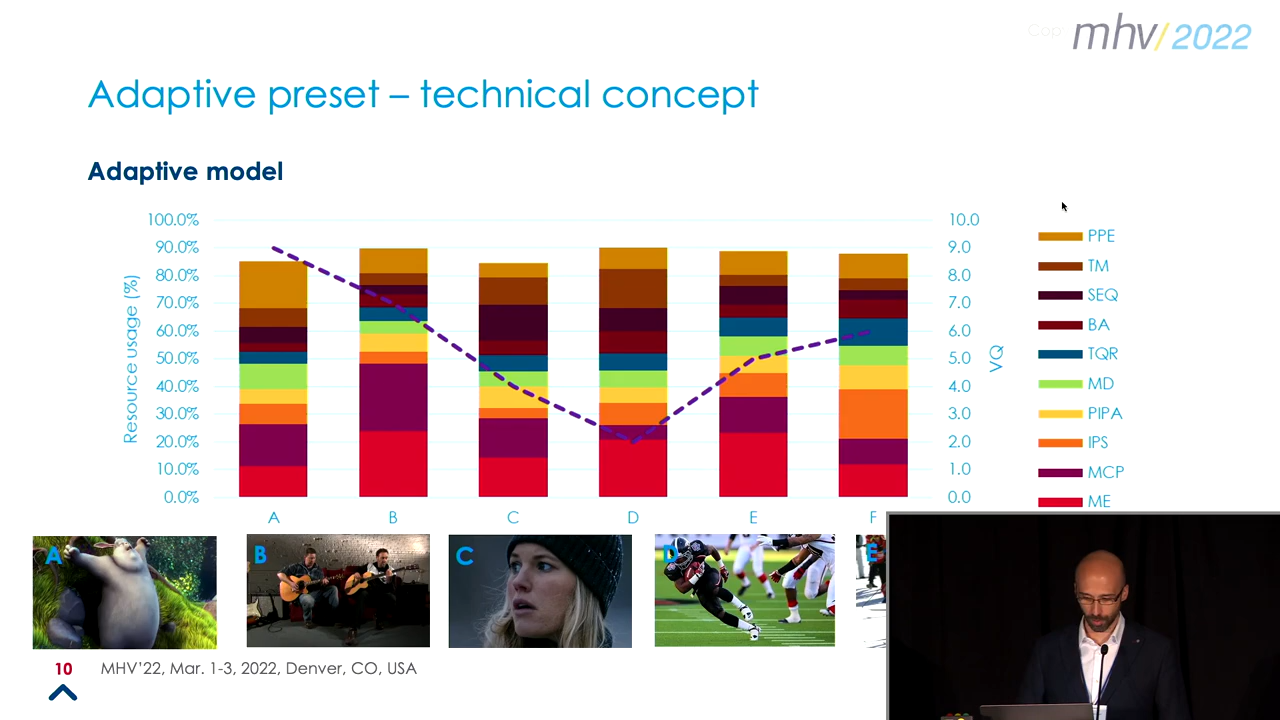 Cop
mhv/2022
Adaptive preset – technical concept
Adaptive model
100.0%
90.0%
80.0%
70.0%
60.0%
50.0%
40.0%
30.0%
20.0%
10.0%
0.0%
Resource usage (%)
A B C D E F
10.0
9.0
8.0
7.0
6.0
5.0
4.0
3.0
2.0
1.0
0.0
VQ
PPE
TM
SEQ
BA
TQR
MD
PIPA
IPS
MCP
ME
A
B
C
D
E
10 MHV'22, Mar. 1-3, 2022, Denver, CO, USA